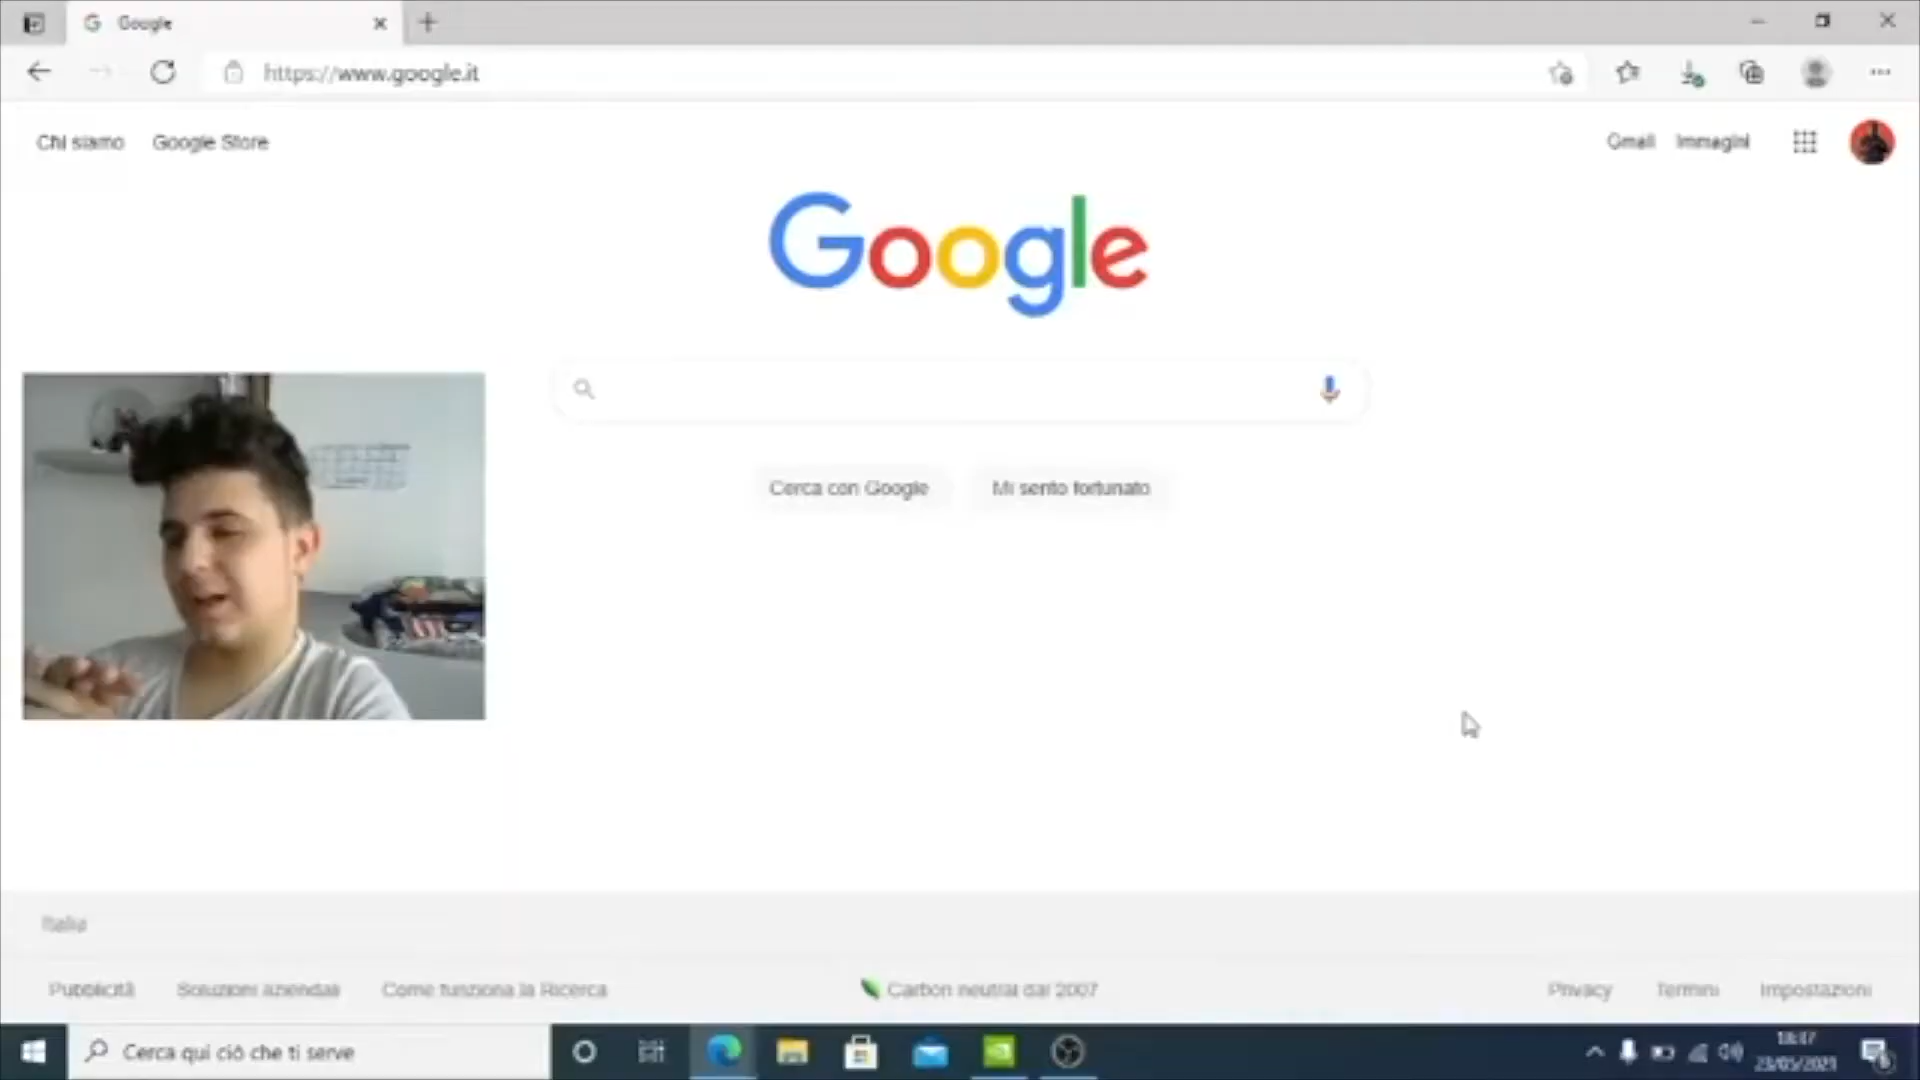 Google
https://www.google.it
Chi siamo Google Store
Gmail Immagini
Google
Cerca con Google Mi sento fortunato
Italia
Pubblicità Soluzioni aziendali Come funziona la Ricerca
Carbon neutral dal 2007
Privacy Termini Impostazioni
Cerca qui ciò che ti serve